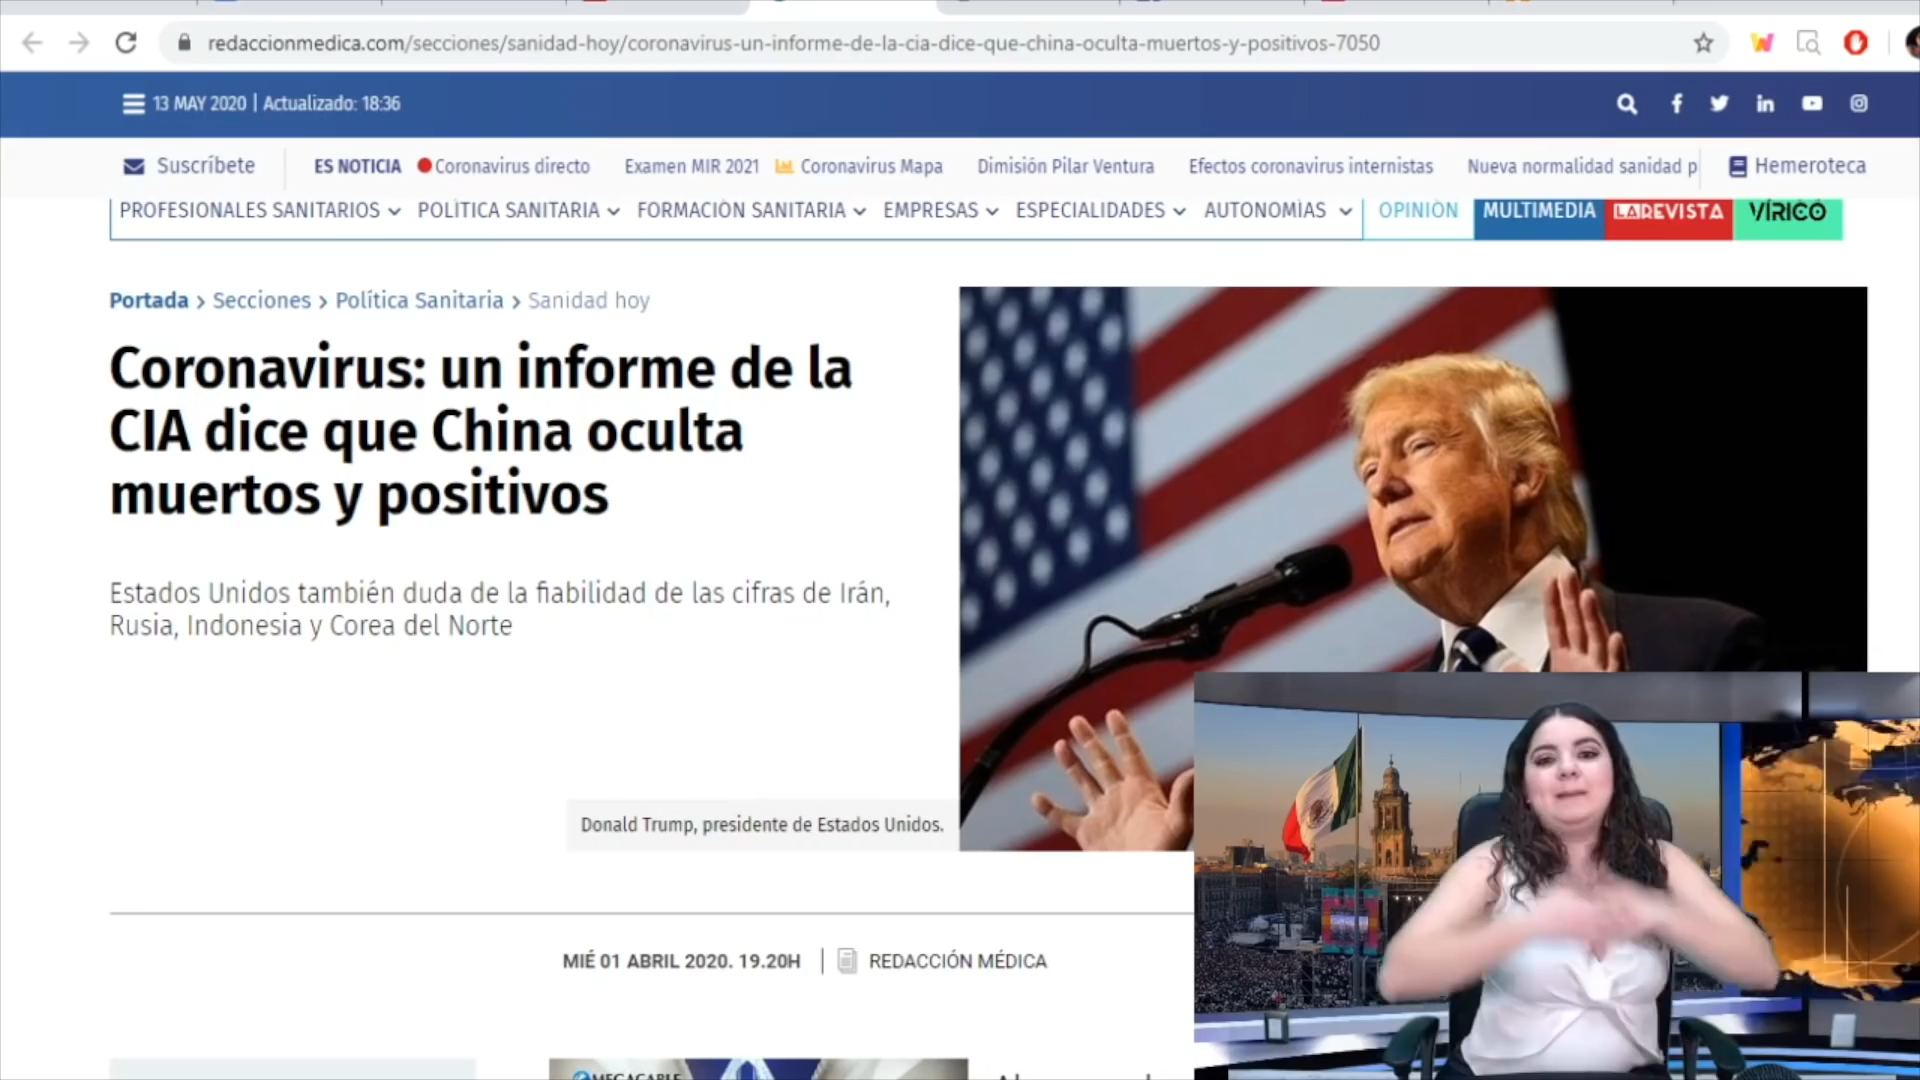 redaccionmedica.com/secciones/sanidad-hoy/coronavirus-un-informe-de-la-cia-dice-que-china-oculta-muertos-y-positivos-7050
13 MAY 2020 | Actualizado: 18:36
Suscríbete
ES NOTICIA Coronavirus directo Examen MIR 2021 Coronavirus Mapa Dimisión Pilar Ventura Efectos coronavirus internistas Nueva normalidad sanidad p
Hemeroteca
PROFESIONALES SANITARIOS POLÍTICA SANITARIA FORMACIÓN SANITARIA EMPRESAS ESPECIALIDADES AUTONOMÍAS OPINIÓN MULTIMEDIA LAREVISTA VÍRICO
Portada > Secciones > Política Sanitaria > Sanidad hoy
Coronavirus: un informe de la
CIA dice que China oculta
muertos y positivos
Estados Unidos también duda de la fiabilidad de las cifras de Irán,
Rusia, Indonesia y Corea del Norte
Donald Trump, presidente de Estados Unidos.
MIÉ 01 ABRIL 2020. 19.20H | REDACCIÓN MÉDICA
MEGACABLE